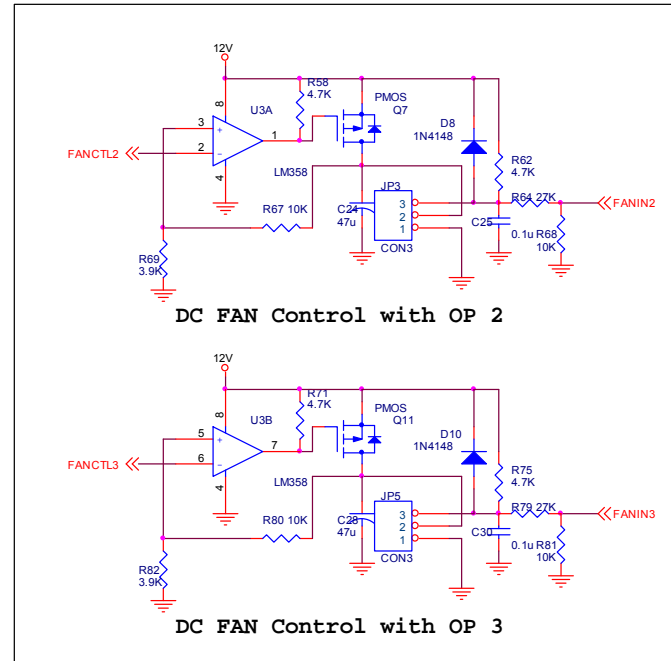 12V
R58
4.7K
PMOS
Q7
U3A
8
3
+
1
2
-
4
FANCTL2
LM358
D8
1N4148
R62
4.7K
JP3
R64 27K
FANIN2
3
2
1
C24
47u
R67 10K
C25
0.1u
R68
10K
R69
3.9K
CON3
DC FAN Control with OP 2
12V
R71
4.7K
PMOS
Q11
U3B
8
5
+
7
6
-
4
FANCTL3
LM358
D10
1N4148
R75
4.7K
JP5
R79 27K
FANIN3
3
2
1
C28
47u
R80 10K
C30
0.1u
R81
10K
R82
3.9K
CON3
DC FAN Control with OP 3